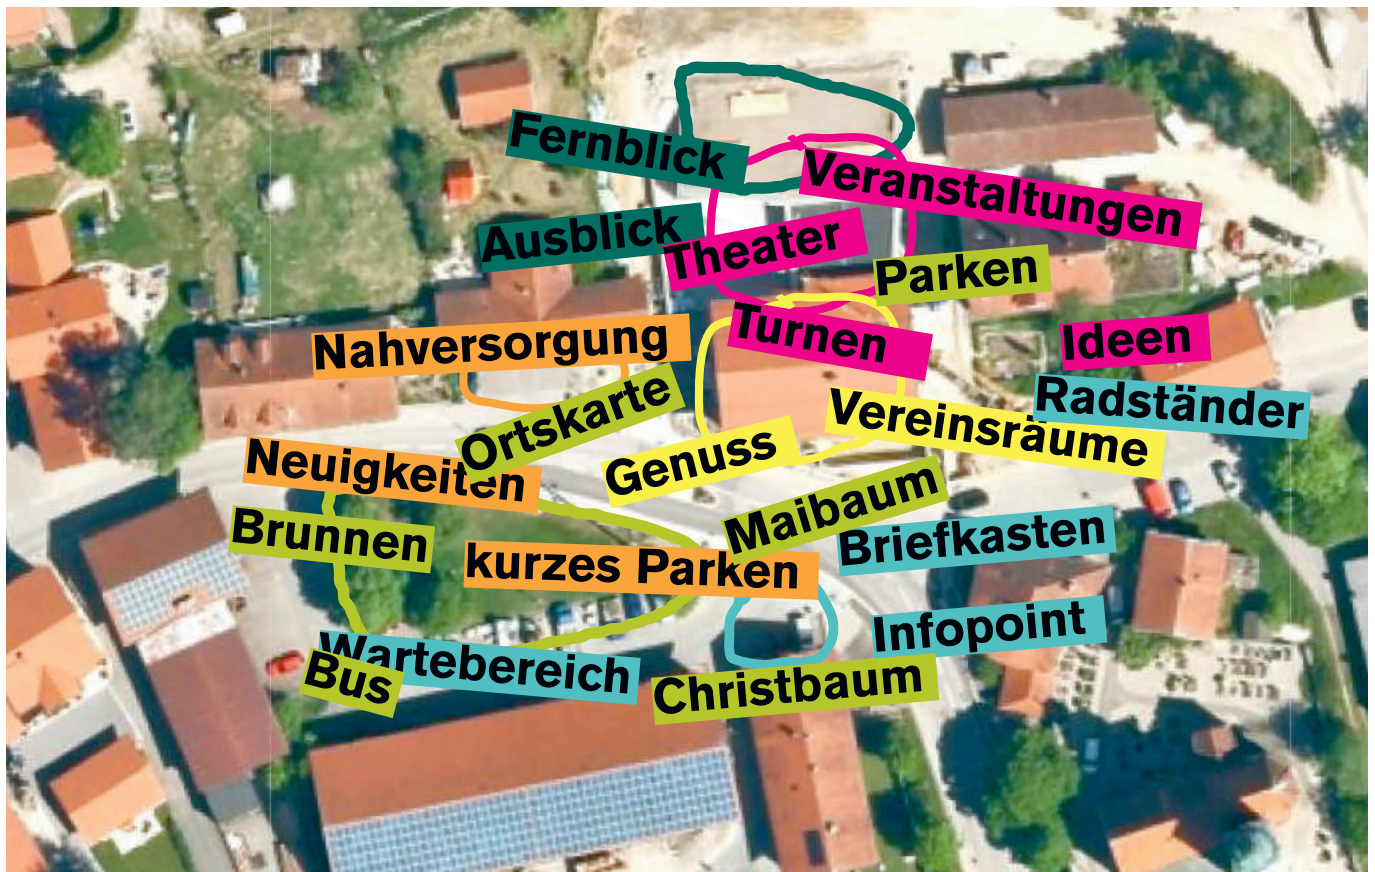 Fernblick
Veranstaltungen
Ausblick
Theater
Parken
Turnen
Ideen
Nahversorgung
Ortskarte
Radständer
Vereinsräume
Genuss
Neuigkeiten
Maibaum
Brunnen
Briefkasten
kurzes Parken
Infopoint
Wartebereich
Bus
Christbaum